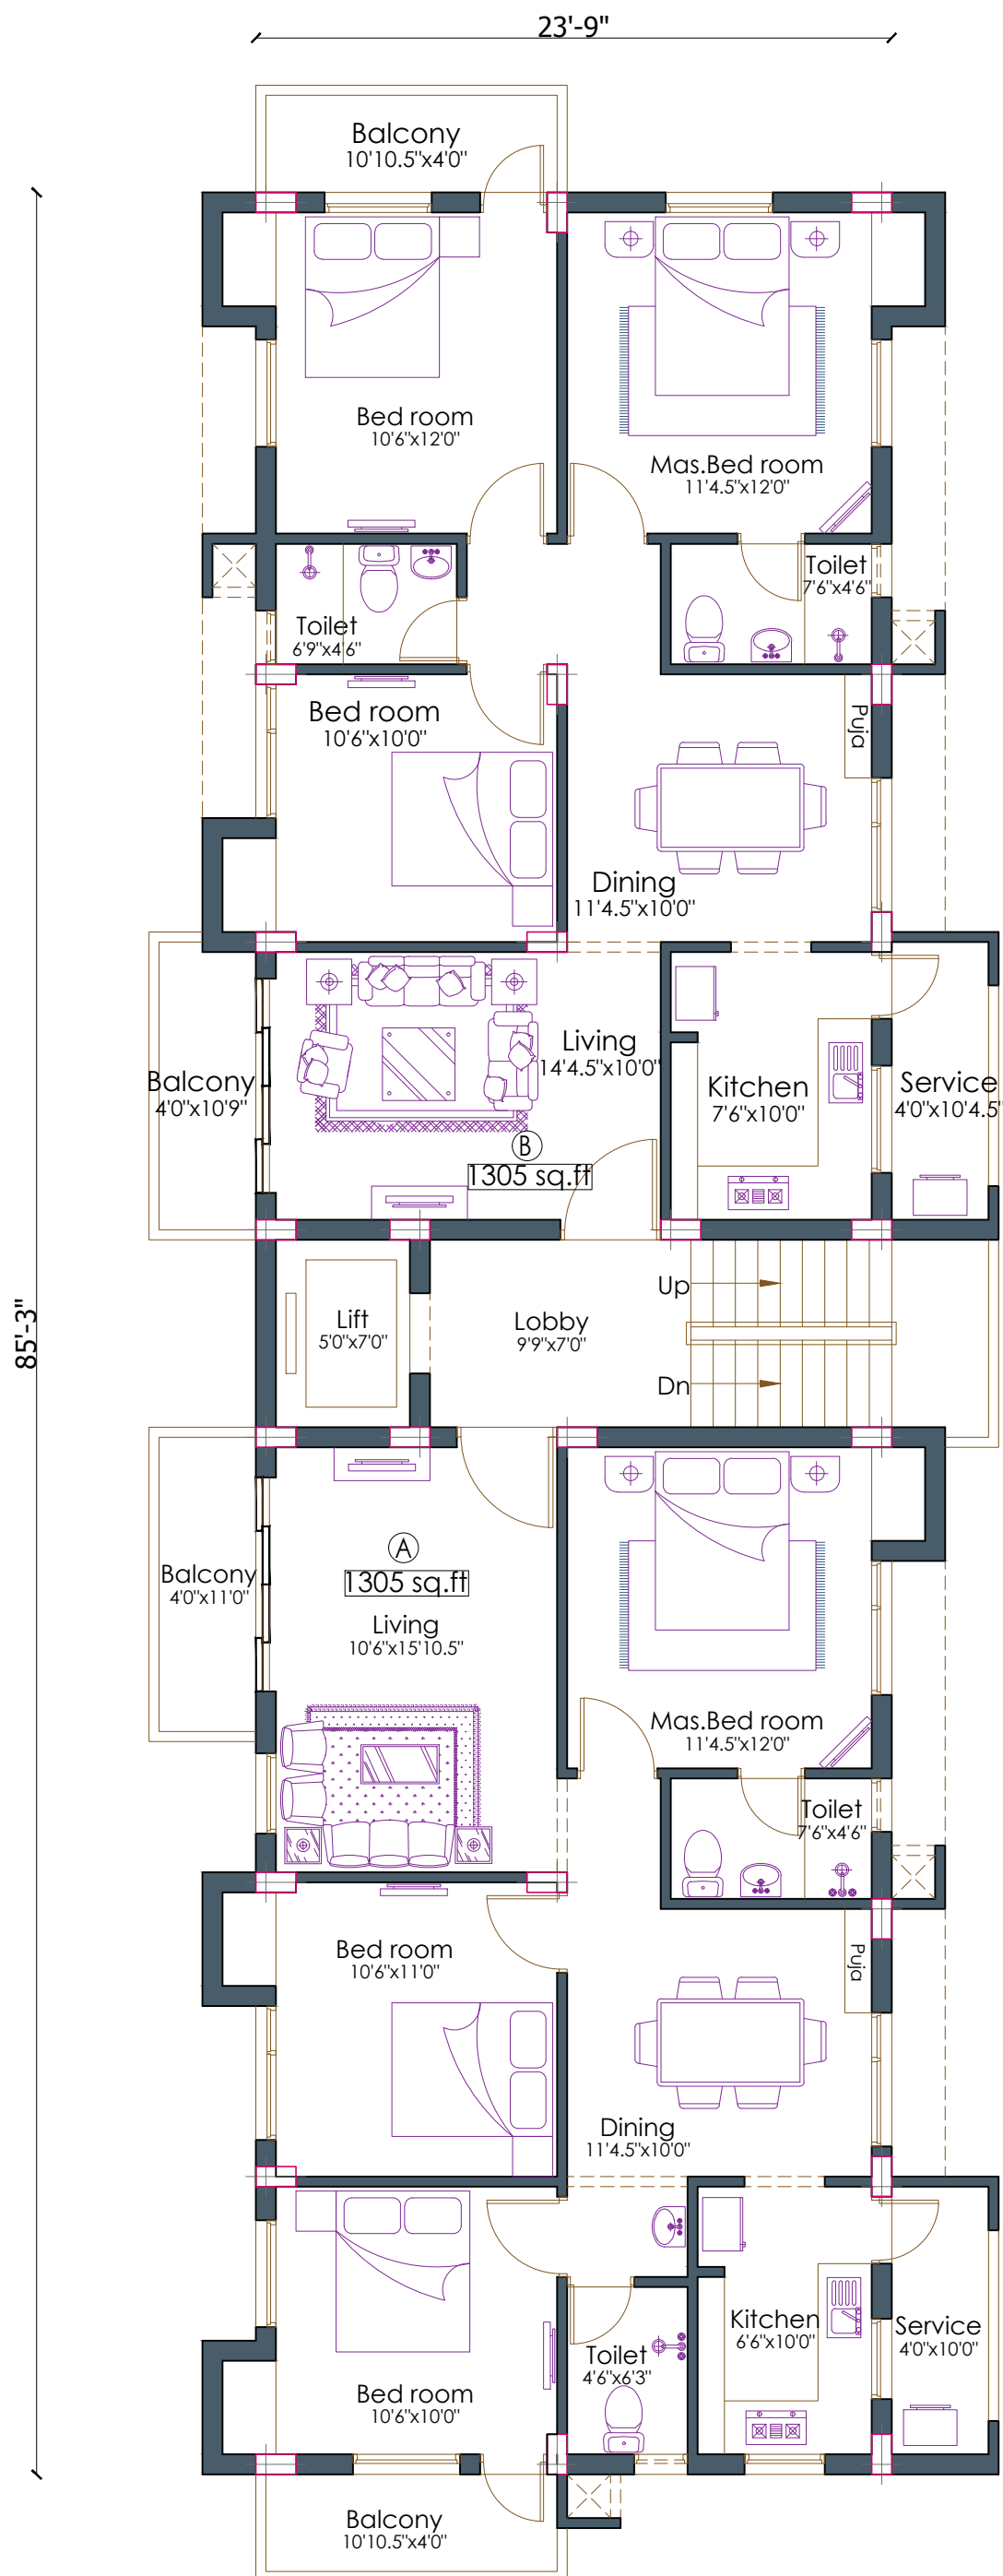 23'-9"
Balcony
10'10.5"x4'0"
Bed room
10'6"x12'0"
Mas.Bed room
11'4.5"x12'0"
Toilet
7'6"x4'6"
Toilet
6'9"x4'6"
Bed room
10'6"x10'0"
Puja
Dining
11'4.5"x10'0"
Living
14'4.5"x10'0"
Balcony
4'0"x10'9"
Kitchen
7'6"x10'0"
Service
4'0"x10'4.5"
B
1305 sq.ft
85'-3"
Lift
5'0"x7'0"
Lobby
9'9"x7'0"
Up
Dn
A
1305 sq.ft
Balcony
4'0"x11'0"
Living
10'6"x15'10.5"
Mas.Bed room
11'4.5"x12'0"
Toilet
7'6"x4'6"
Bed room
10'6"x11'0"
Puja
Dining
11'4.5"x10'0"
Kitchen
6'6"x10'0"
Service
4'0"x10'0"
Toilet
4'6"x6'3"
Bed room
10'6"x10'0"
Balcony
10'10.5"x4'0"